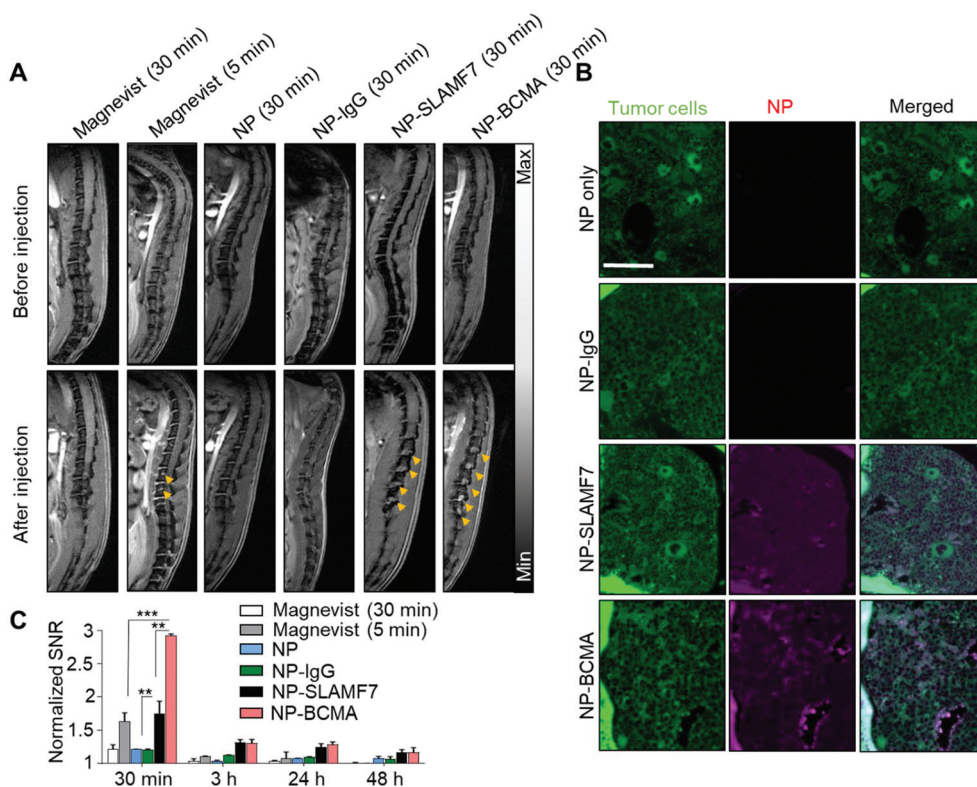 A
Magnevist (30 min)
Magnevist (5 min)
NP (30 min)
NP-IgG (30 min)
NP-SLAMF7 (30 min)
NP-BCMA (30 min)
Before injection
After injection
Max
Min
B
Tumor cells
NP
Merged
NP only
NP-IgG
NP-SLAMF7
NP-BCMA
C
Normalized SNR
3
2.5
2
1.5
1
***
**
**
Magnevist (30 min)
Magnevist (5 min)
NP
NP-IgG
NP-SLAMF7
NP-BCMA
30 min
3 h
24 h
48 h